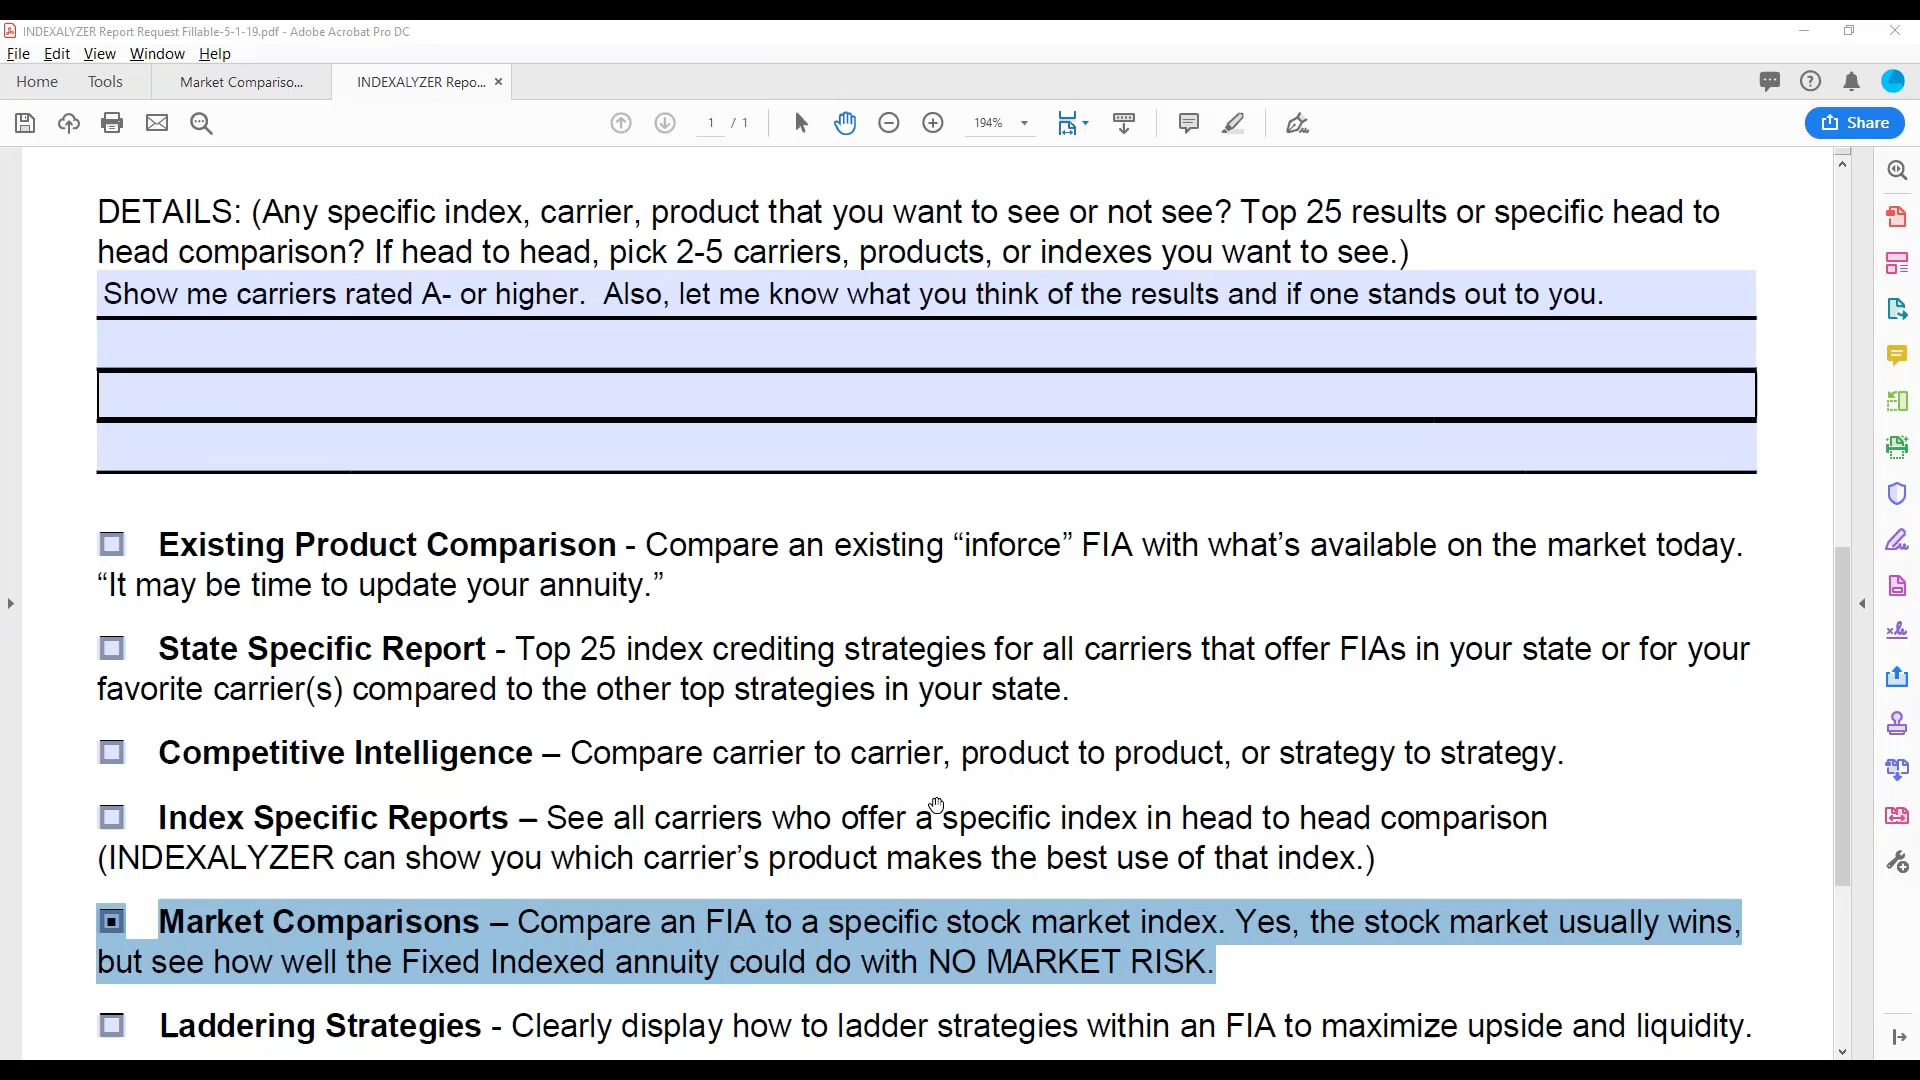 INDEXALYZER Report Request Fillable-5-1-19.pdf - Adobe Acrobat Pro DC
File Edit View Window Help
Home Tools Market Compariso... INDEXALYZER Repo... ×
1 / 1 194% Share
DETAILS: (Any specific index, carrier, product that you want to see or not see? Top 25 results or specific head to
head comparison? If head to head, pick 2-5 carriers, products, or indexes you want to see.)
Show me carriers rated A- or higher.  Also, let me know what you think of the results and if one stands out to you.
Existing Product Comparison - Compare an existing “inforce” FIA with what’s available on the market today.
“It may be time to update your annuity.”
State Specific Report - Top 25 index crediting strategies for all carriers that offer FIAs in your state or for your
favorite carrier(s) compared to the other top strategies in your state.
Competitive Intelligence – Compare carrier to carrier, product to product, or strategy to strategy.
Index Specific Reports – See all carriers who offer a specific index in head to head comparison
(INDEXALYZER can show you which carrier’s product makes the best use of that index.)
Market Comparisons – Compare an FIA to a specific stock market index. Yes, the stock market usually wins,
but see how well the Fixed Indexed annuity could do with NO MARKET RISK.
Laddering Strategies - Clearly display how to ladder strategies within an FIA to maximize upside and liquidity.